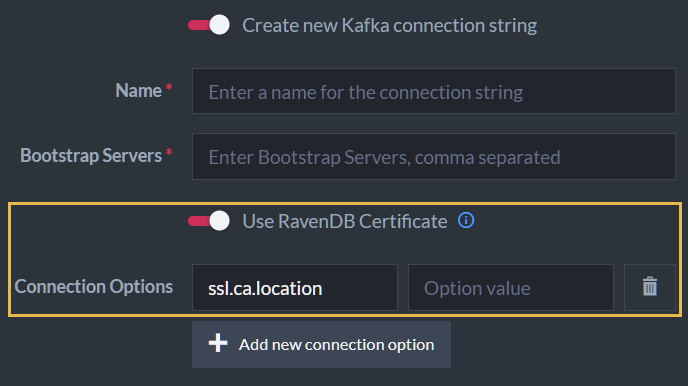 Create new Kafka connection string
Name *
Enter a name for the connection string
Bootstrap Servers *
Enter Bootstrap Servers, comma separated
Use RavenDB Certificate
Connection Options
ssl.ca.location
Option value
Add new connection option